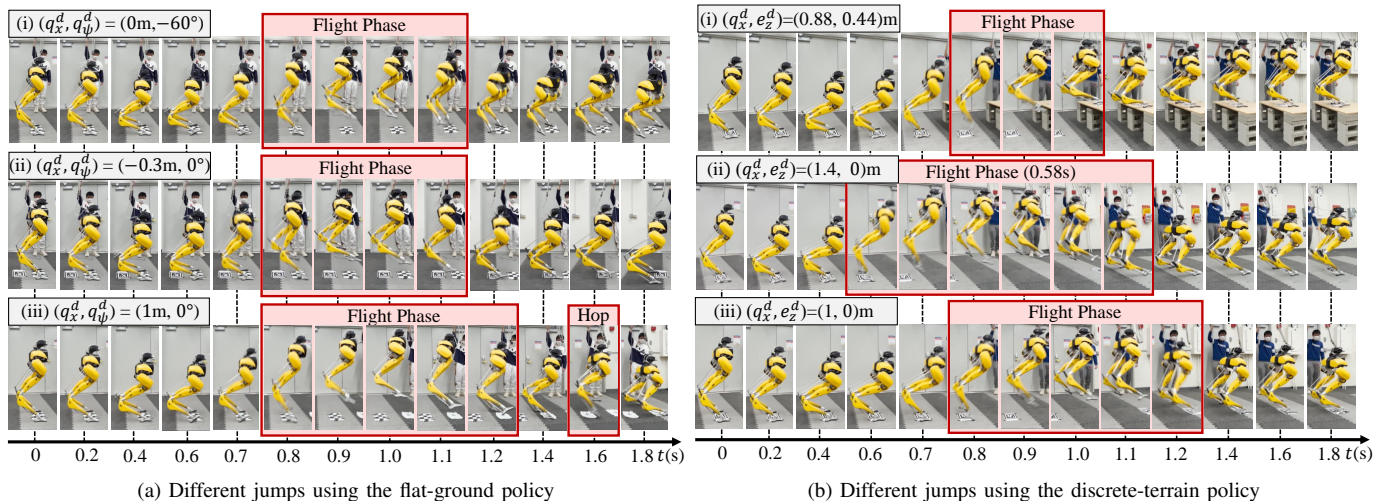 (i) (q_x^d, q_ψ^d) = (0m,−60°)
Flight Phase
(ii) (q_x^d, q_ψ^d) = (−0.3m, 0°)
Flight Phase
(iii) (q_x^d, q_ψ^d) = (1m, 0°)
Flight Phase
Hop
0 0.2 0.4 0.6 0.7 0.8 0.9 1.0 1.1 1.2 1.4 1.6 1.8 t(s)
(a) Different jumps using the flat-ground policy
(i) (q_x^d, e_z^d)=(0.88, 0.44)m
Flight Phase
(ii) (q_x^d, e_z^d)=(1.4, 0)m
Flight Phase (0.58s)
(iii) (q_x^d, e_z^d)=(1, 0)m
Flight Phase
0 0.2 0.4 0.6 0.7 0.8 0.9 1.0 1.1 1.2 1.4 1.6 1.8 t(s)
(b) Different jumps using the discrete-terrain policy